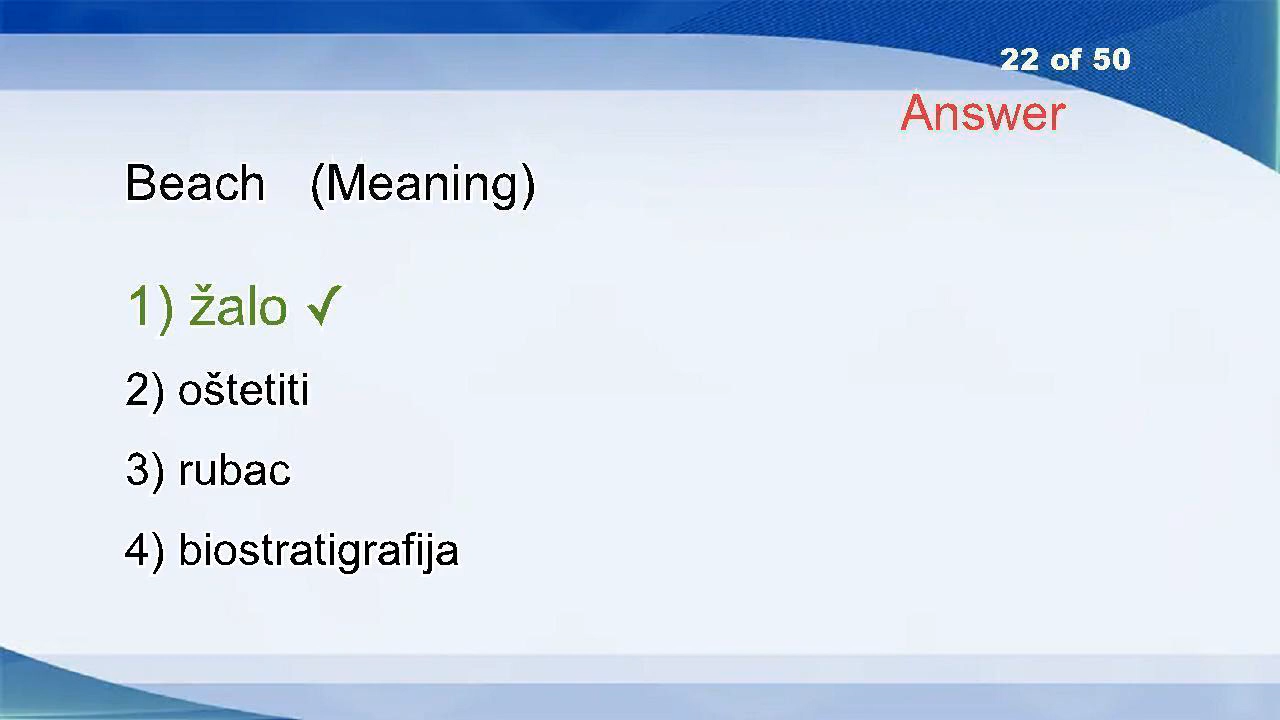 22 of 50
Answer
Beach (Meaning)
1) žalo ✓
2) oštetiti
3) rubac
4) biostratigrafija